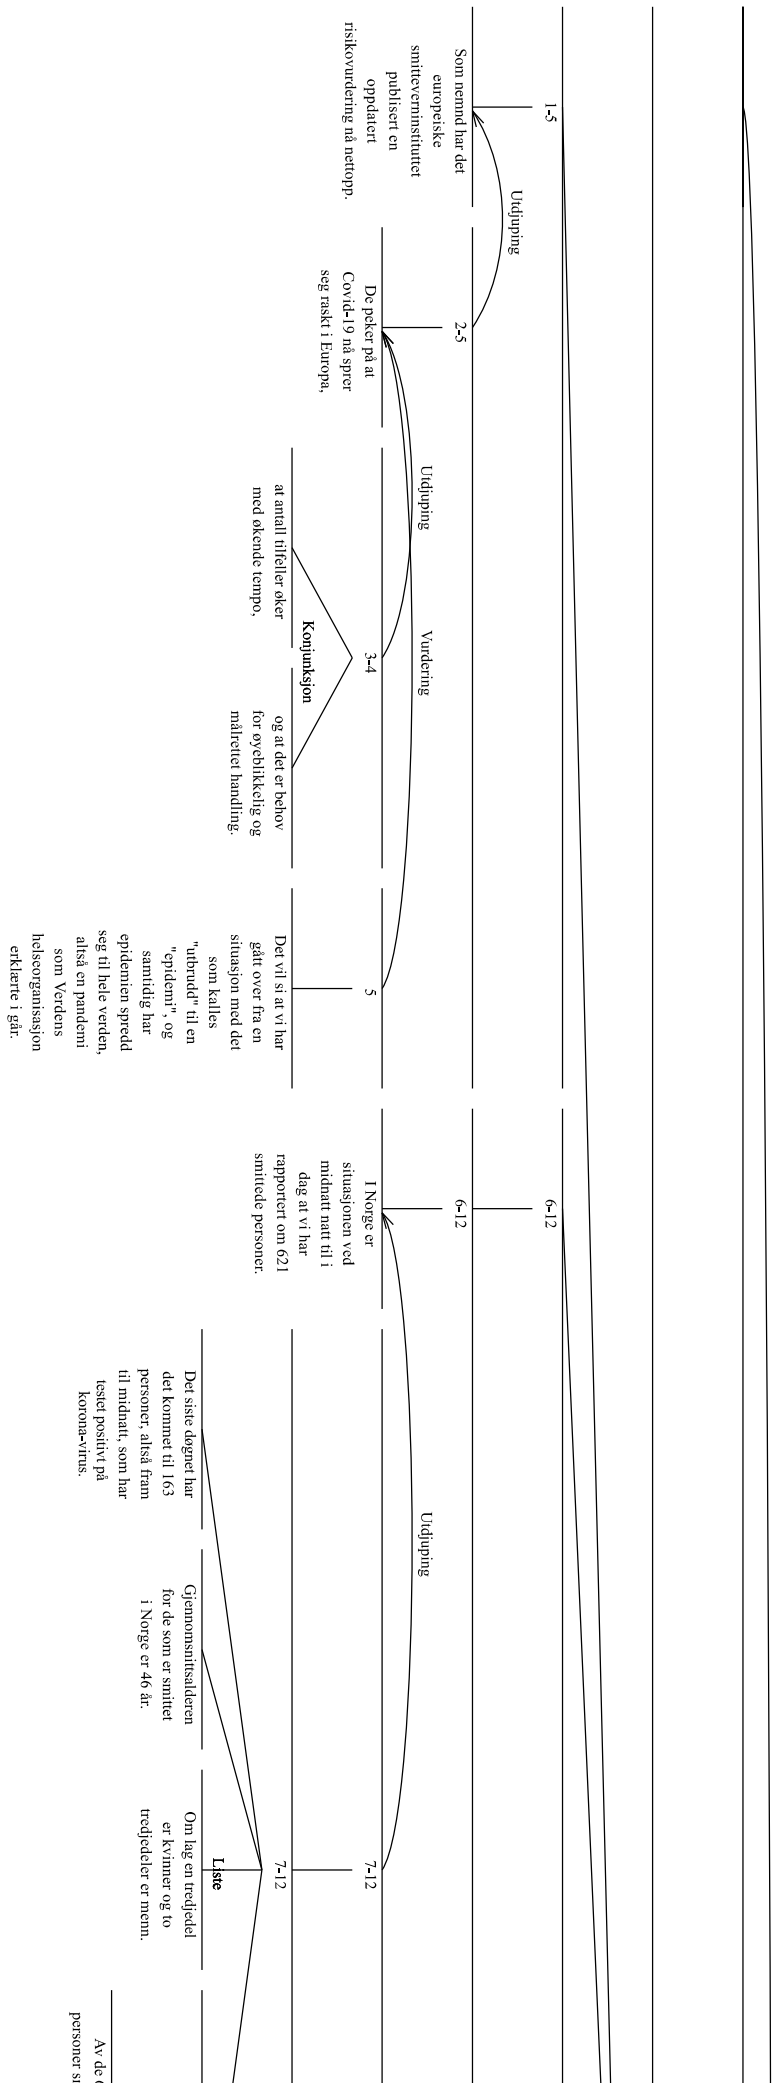 1-5
Som nemnd har det
europeiske
smitteverninstituttet
publisert en
oppdatert
risikovurdering nå nettopp.
Utdjuping
2-5
De peker på at
Covid-19 nå sprer
seg raskt i Europa,
Utdjuping
Vurdering
3-4
at antall tilfeller øker
med økende tempo,
Konjunksjon
og at det er behov
for øyeblikkelig og
målrettet handling.
5
Det vil si at vi har
gått over fra en
situasjon med det
som kalles
"utbrudd" til en
"epidemi", og
samtidig har
epidemien spredd
seg til hele verden,
altså en pandemi
som Verdens
helseorganisasjon
erklærte i går.
6-12
6-12
I Norge er
situasjonen ved
midnatt natt til i
dag at vi har
rapportert om 621
smittede personer.
Utdjuping
7-12
7-12
Det siste døgnet har
det kommet til 163
personer, altså fram
til midnatt, som har
testet positivt på
korona-virus.
Gjennomsnittsalderen
for de som er smittet
i Norge er 46 år.
Liste
Om lag en tredjedel
er kvinner og to
tredjedeler er menn.
Av de
personer